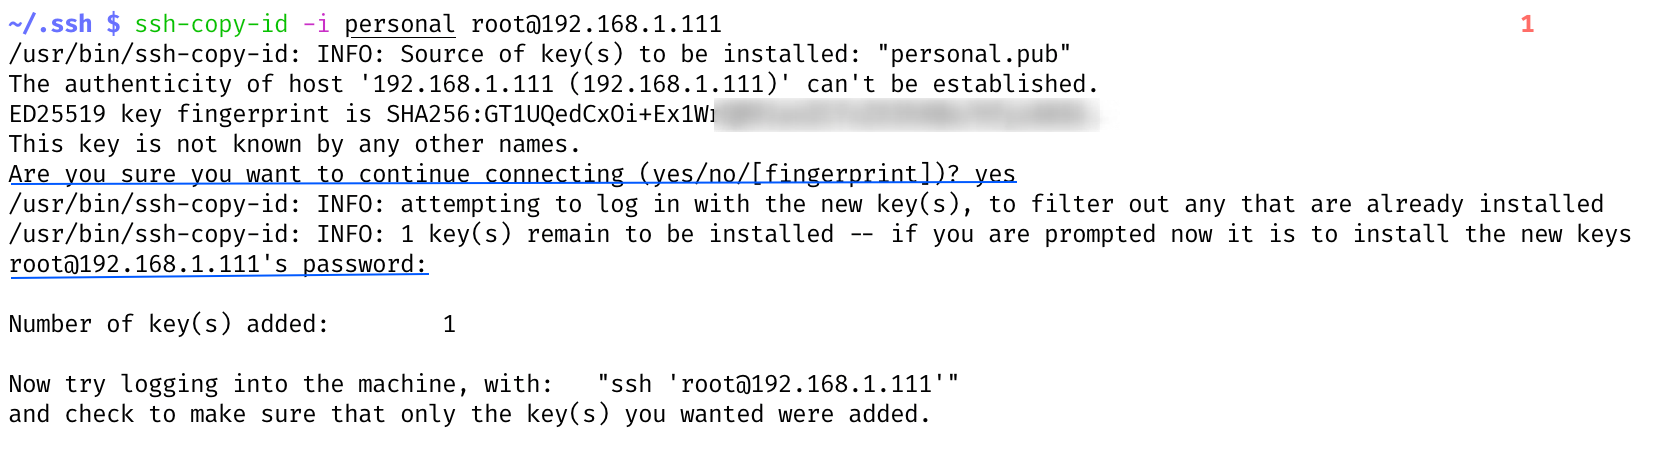 ~/.ssh $ ssh-copy-id -i personal root@192.168.1.111 1
/usr/bin/ssh-copy-id: INFO: Source of key(s) to be installed: "personal.pub"
The authenticity of host '192.168.1.111 (192.168.1.111)' can't be established.
ED25519 key fingerprint is SHA256:GT1UQedCxOi+Ex1W
This key is not known by any other names.
Are you sure you want to continue connecting (yes/no/[fingerprint])? yes
/usr/bin/ssh-copy-id: INFO: attempting to log in with the new key(s), to filter out any that are already installed
/usr/bin/ssh-copy-id: INFO: 1 key(s) remain to be installed -- if you are prompted now it is to install the new keys
root@192.168.1.111's password:
Number of key(s) added: 1
Now try logging into the machine, with: "ssh 'root@192.168.1.111'"
and check to make sure that only the key(s) you wanted were added.